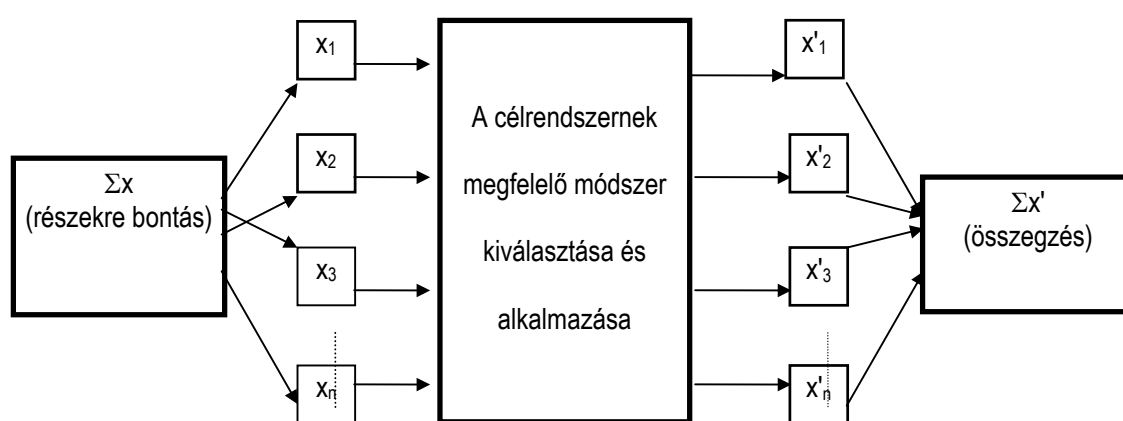 Σx
(részekre bontás)
x1
x2
x3
xn
A célrendszernek
megfelelő módszer
kiválasztása és
alkalmazása
x'1
x'2
x'3
x'n
Σx'
(összegzés)